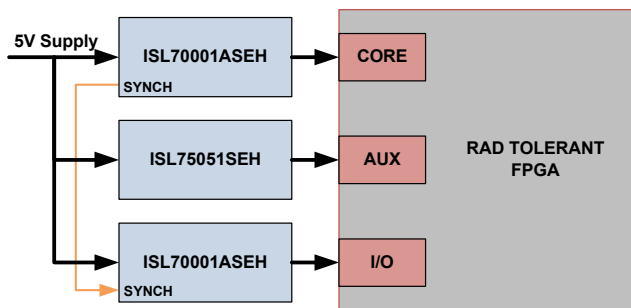 5V Supply
ISL70001ASEH
SYNCH
CORE
ISL75051SEH
AUX
RAD TOLERANT
FPGA
ISL70001ASEH
SYNCH
I/O